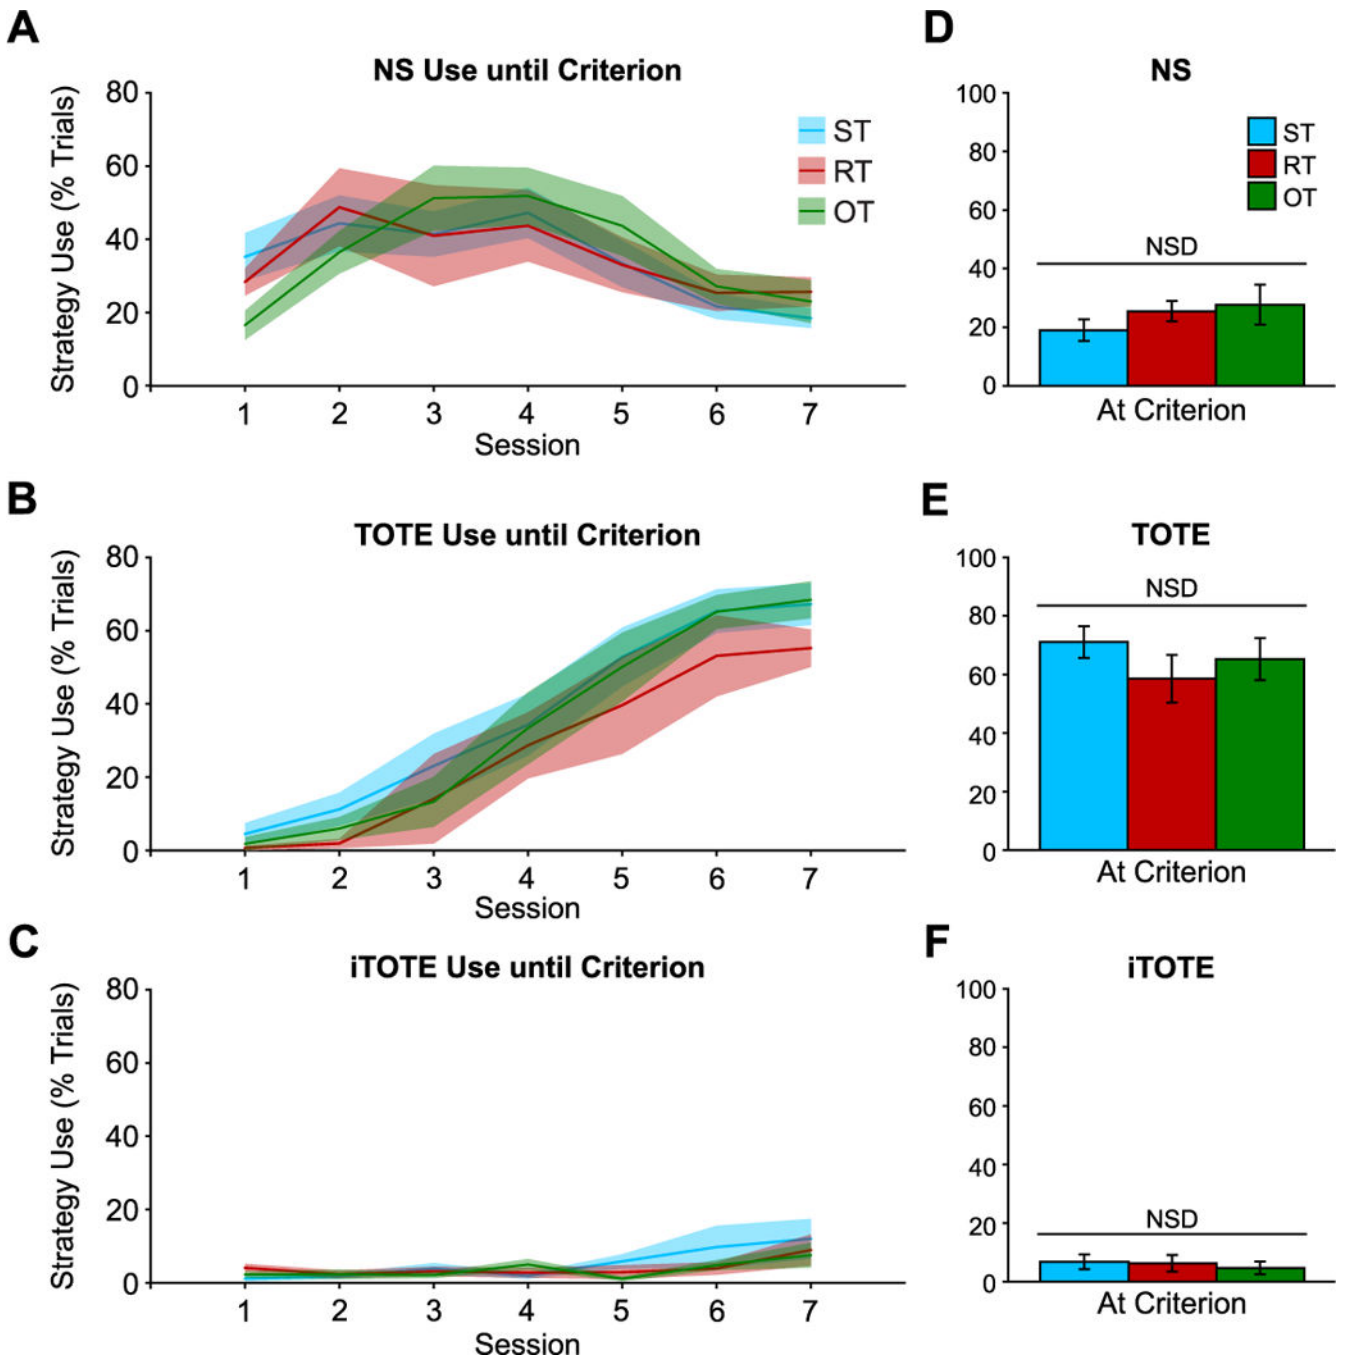 A
NS Use until Criterion
Strategy Use (% Trials)
80
60
40
20
0
ST
RT
OT
1 2 3 4 5 6 7
Session
D
NS
100
80
60
40
20
0
ST
RT
OT
NSD
At Criterion
B
TOTE Use until Criterion
Strategy Use (% Trials)
80
60
40
20
0
1 2 3 4 5 6 7
Session
E
TOTE
100
80
60
40
20
0
NSD
At Criterion
C
iTOTE Use until Criterion
Strategy Use (% Trials)
80
60
40
20
0
1 2 3 4 5 6 7
Session
F
iTOTE
100
80
60
40
20
0
NSD
At Criterion